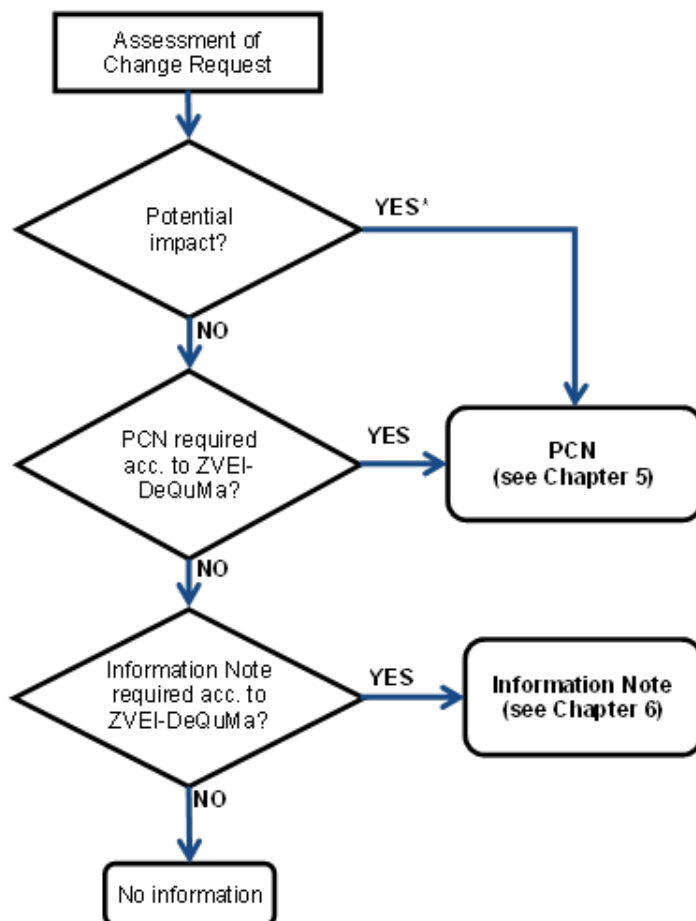 Assessment of
Change Request
Potential
impact?
YES*
NO
PCN required
acc. to ZVEI-
DeQuMa?
YES
PCN
(see Chapter 5)
NO
Information Note
required acc. to
ZVEI-DeQuMa?
YES
Information Note
(see Chapter 6)
NO
No information